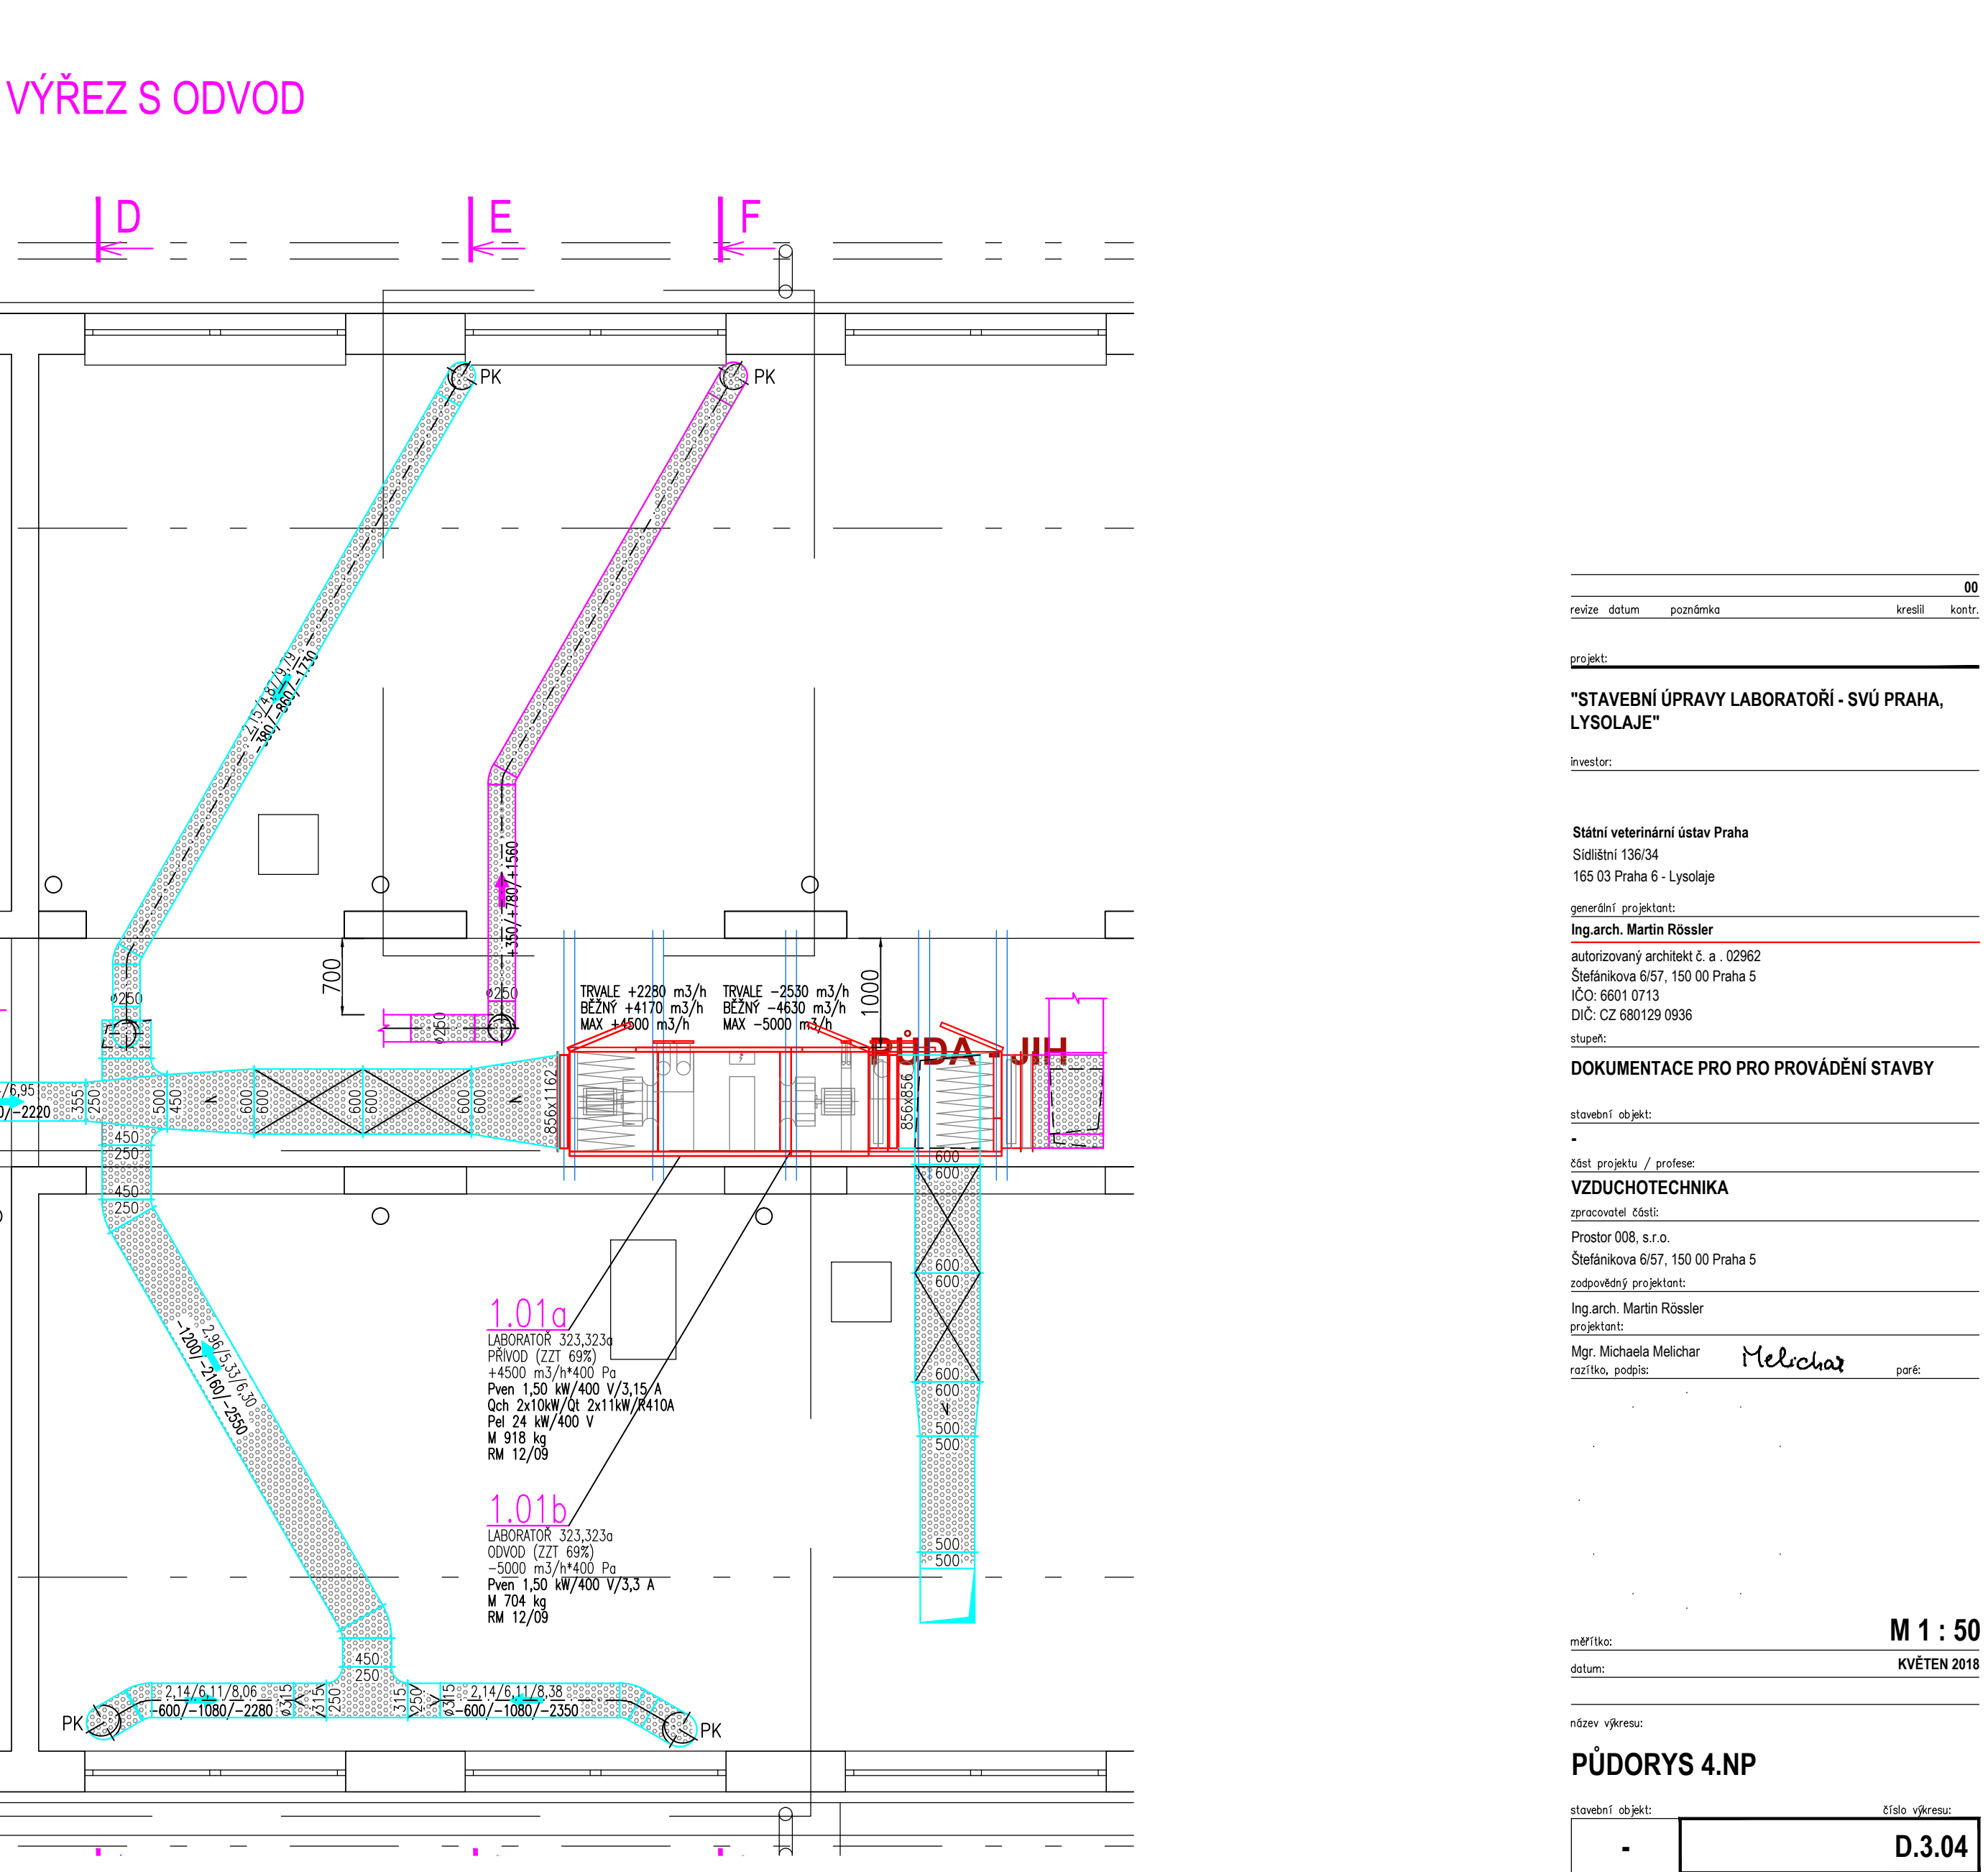 VÝŘEZ S ODVOD
D
E
F
PK
PK
2,15/4,87/9,79
-380/-860/-1730
+350/+780/+1560
700
1000
ø250
ø250
ø250
TRVALE +2280 m3/h
BĚŽNÝ +4170 m3/h
MAX +4500 m3/h
TRVALE -2530 m3/h
BĚŽNÝ -4630 m3/h
MAX -5000 m3/h
PŮDA - JIH
/6,95
/-2220
355
250
500
450
600
600
600
600
600
600
856x1162
856x856
450
250
450
250
600
600
600
600
600
600
500
500
500
500
2,96/5,33/6,30
-1200/-2160/-2550
1.01a
LABORATOŘ 323,323a
PŘÍVOD (ZZT 69%)
+4500 m3/h*400 Pa
Pven 1,50 kW/400 V/3,15 A
Qch 2x10kW/Qt 2x11kW/R410A
Pel 24 kW/400 V
M 918 kg
RM 12/09
1.01b
LABORATOŘ 323,323a
ODVOD (ZZT 69%)
-5000 m3/h*400 Pa
Pven 1,50 kW/400 V/3,3 A
M 704 kg
RM 12/09
450
250
2,14/6,11/8,06
-600/-1080/-2280
ø315
315
250
315
250
ø315
2,14/6,11/8,38
-600/-1080/-2350
PK
PK
00
revize datum poznámka kreslil kontr.
projekt:
"STAVEBNÍ ÚPRAVY LABORATOŘÍ - SVÚ PRAHA,
LYSOLAJE"
investor:
Státní veterinární ústav Praha
Sídlištní 136/34
165 03 Praha 6 - Lysolaje
generální projektant:
Ing.arch. Martin Rössler
autorizovaný architekt č. a . 02962
Štefánikova 6/57, 150 00 Praha 5
IČO: 6601 0713
DIČ: CZ 680129 0936
stupeň:
DOKUMENTACE PRO PRO PROVÁDĚNÍ STAVBY
stavební objekt:
-
část projektu / profese:
VZDUCHOTECHNIKA
zpracovatel části:
Prostor 008, s.r.o.
Štefánikova 6/57, 150 00 Praha 5
zodpovědný projektant:
Ing.arch. Martin Rössler
projektant:
Mgr. Michaela Melichar
Melichar
razítko, podpis: paré:
měřítko: M 1 : 50
datum: KVĚTEN 2018
název výkresu:
PŮDORYS 4.NP
stavební objekt: číslo výkresu:
- D.3.04